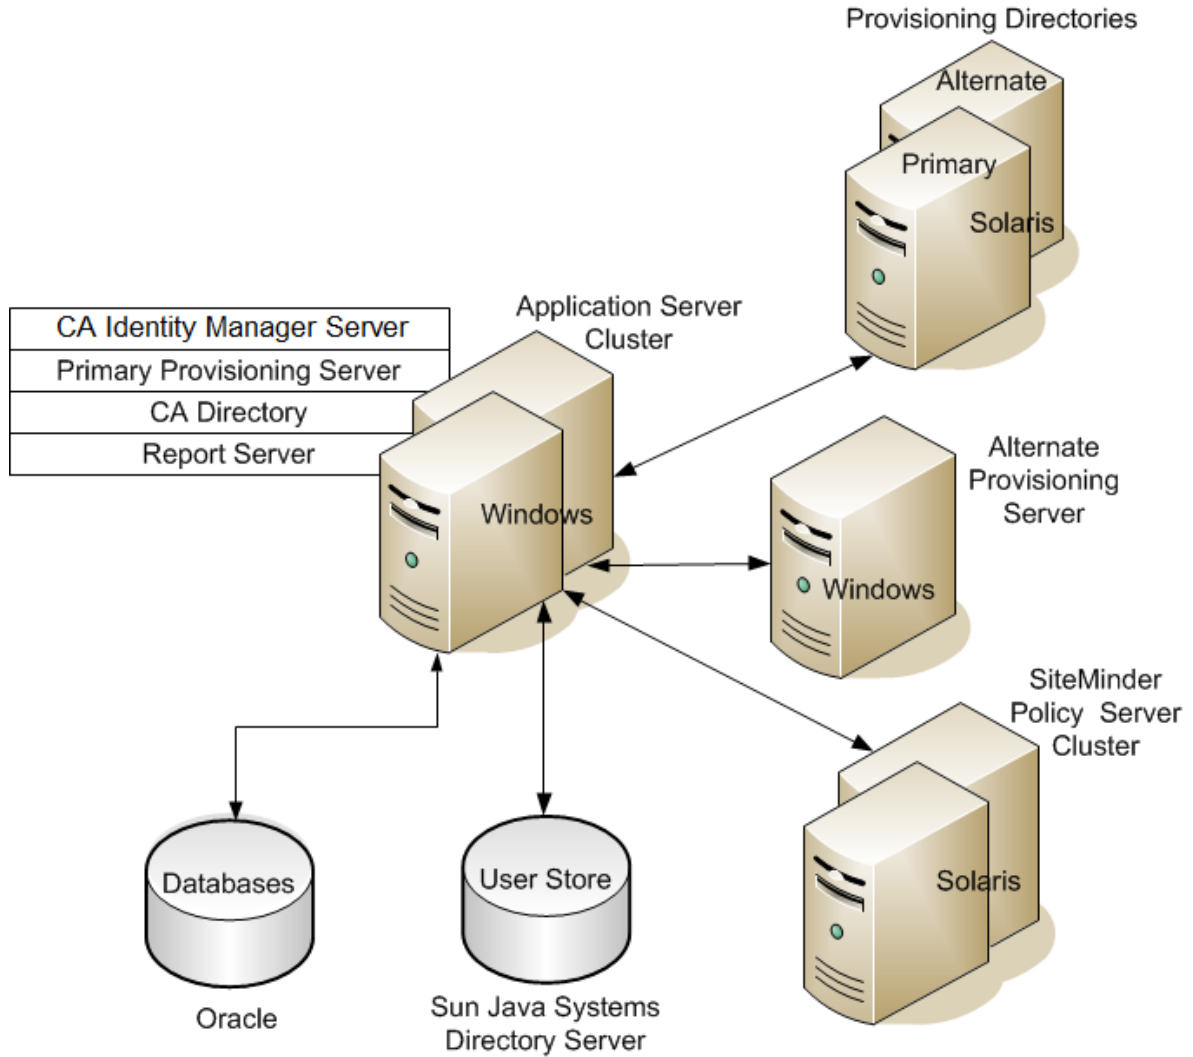 Provisioning Directories
Alternate
Primary
Solaris
Application Server
Cluster
CA Identity Manager Server
Primary Provisioning Server
CA Directory
Report Server
Windows
Alternate
Provisioning
Server
Windows
SiteMinder
Policy Server
Cluster
Solaris
Databases
User Store
Oracle
Sun Java Systems
Directory Server